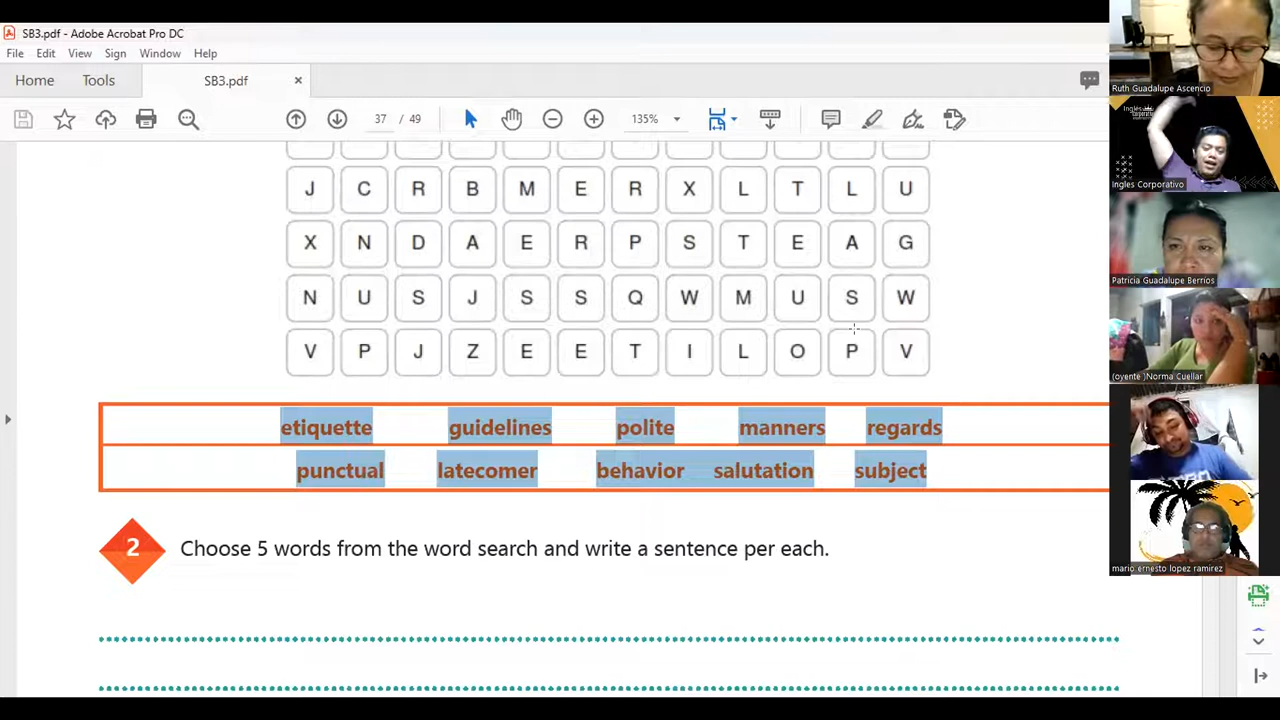 SB3.pdf - Adobe Acrobat Pro DC
File Edit View Sign Window Help
Home Tools SB3.pdf ×
37 / 49 135%
J C R B M E R X L T L U
X N D A E R P S T E A G
N U S J S S Q W M U S W
V P J Z E E T I L O P V
etiquette guidelines polite manners regards
punctual latecomer behavior salutation subject
2 Choose 5 words from the word search and write a sentence per each.
Ruth Guadalupe Ascencio
Inglés
corporativo
Ingles Corporativo
Patricia Guadalupe Berrios
(oyente )Norma Cuellar
mario ernesto lopez ramirez